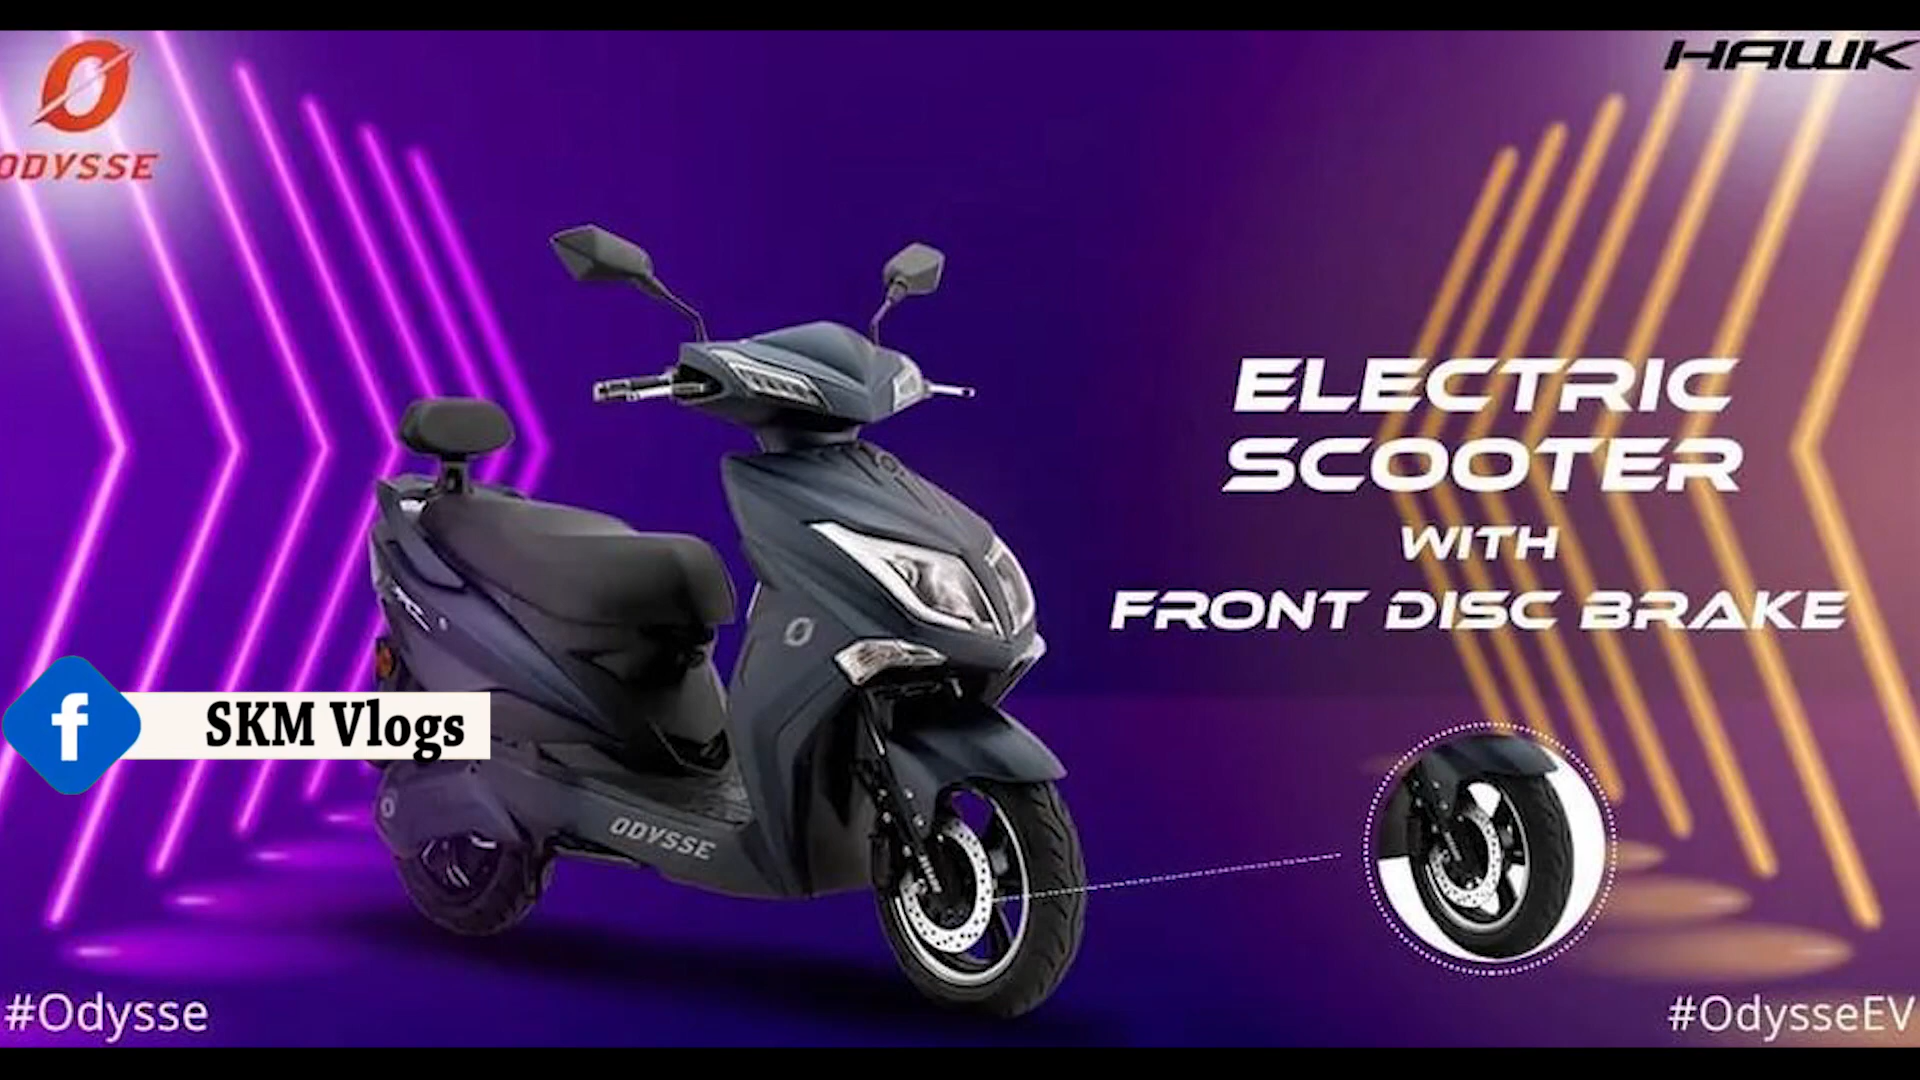 HAWK
ODYSSE
ELECTRIC
SCOOTER
WITH
FRONT DISC BRAKE
f SKM Vlogs
ODYSSE
#Odysse
#OdysseEV